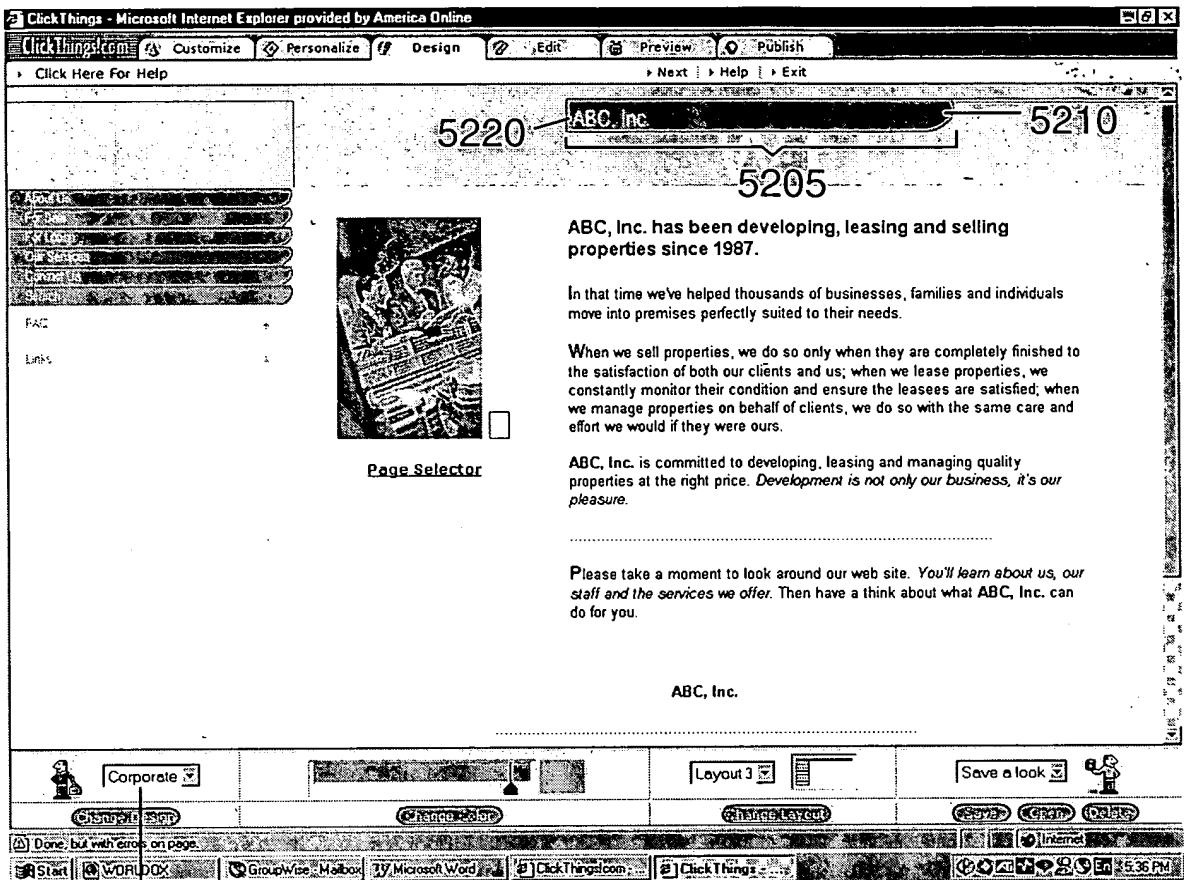 ClickThings - Microsoft Internet Explorer provided by America Online
ClickThings!com Customize Personalize Design Edit Preview Publish
Click Here For Help Next Help Exit
ABC, Inc.
5220
5210
5205
About Us
For Lease
Our Services
Contact Us
Search
FAQ
Links
Page Selector
ABC, Inc. has been developing, leasing and selling
properties since 1987.
In that time we've helped thousands of businesses, families and individuals
move into premises perfectly suited to their needs.
When we sell properties, we do so only when they are completely finished to
the satisfaction of both our clients and us; when we lease properties, we
constantly monitor their condition and ensure the leasees are satisfied; when
we manage properties on behalf of clients, we do so with the same care and
effort we would if they were ours.
ABC, Inc. is committed to developing, leasing and managing quality
properties at the right price. Development is not only our business, it's our
pleasure.
Please take a moment to look around our web site. You'll learn about us, our
staff and the services we offer. Then have a think about what ABC, Inc. can
do for you.
ABC, Inc.
Corporate Layout 3 Save a look
Change Design Change Color Change Layout Save Open Delete
Done, but with errors on page. Internet
Start WORLDOX GroupWise - Mailbox Microsoft Word ClickThings!com ClickThings - En 5:36 PM